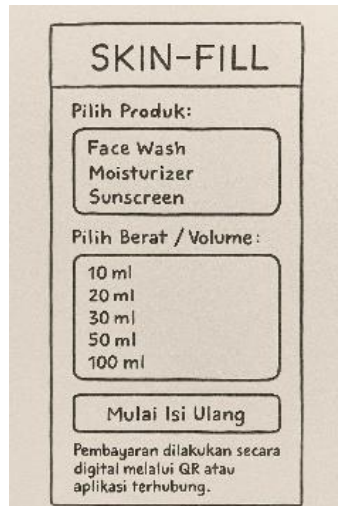 SKIN-FILL
Pilih Produk:
Face Wash
Moisturizer
Sunscreen
Pilih Berat / Volume:
10 ml
20 ml
30 ml
50 ml
100 ml
Mulai Isi Ulang
Pembayaran dilakukan secara
digital melalui QR atau
aplikasi terhubung.